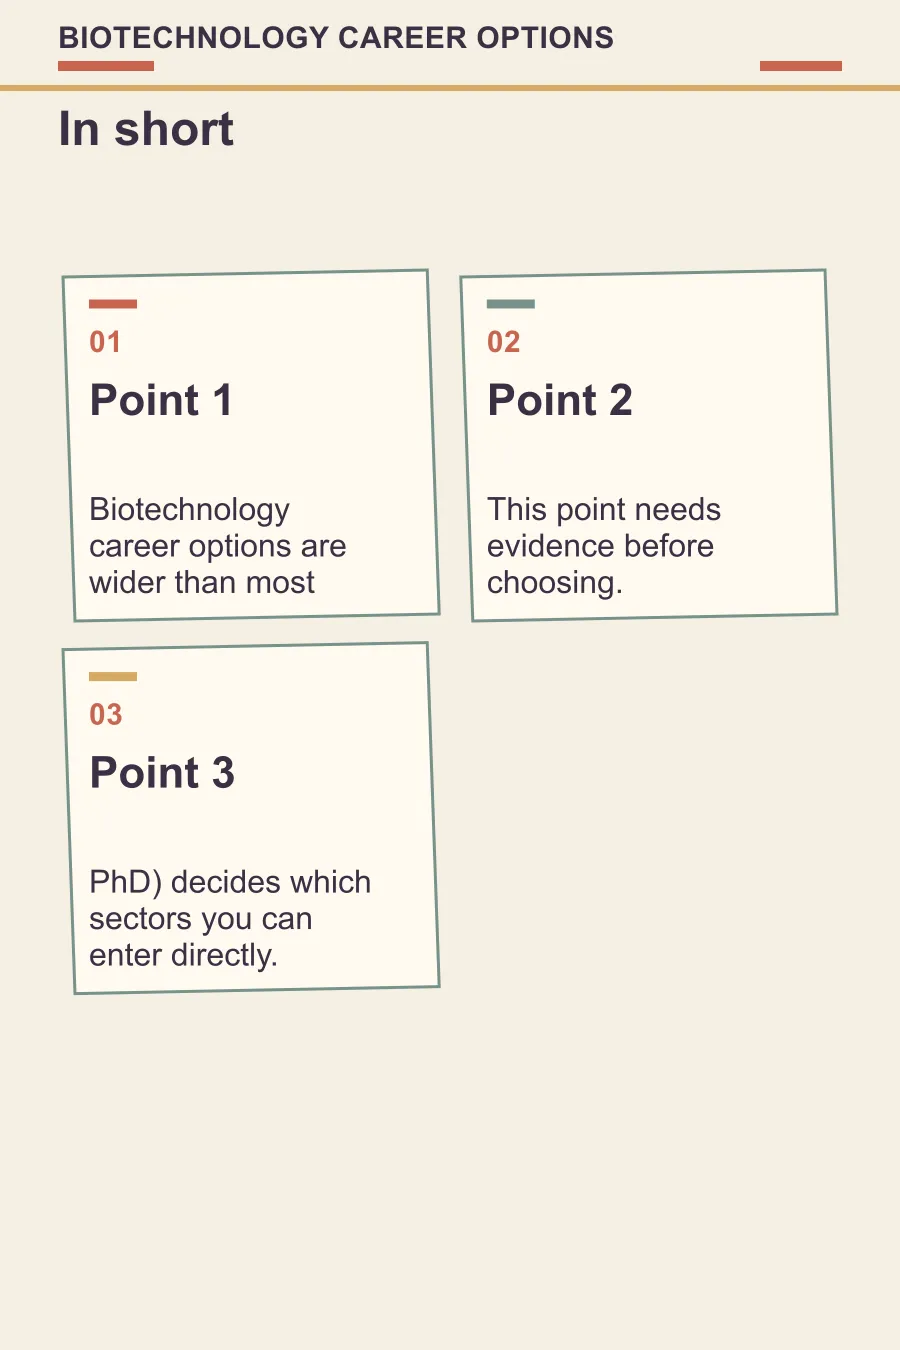 BIOTECHNOLOGY CAREER OPTIONS
In short
01
Point 1
Biotechnology
career options are
wider than most
02
Point 2
This point needs
evidence before
choosing.
03
Point 3
PhD) decides which
sectors you can
enter directly.